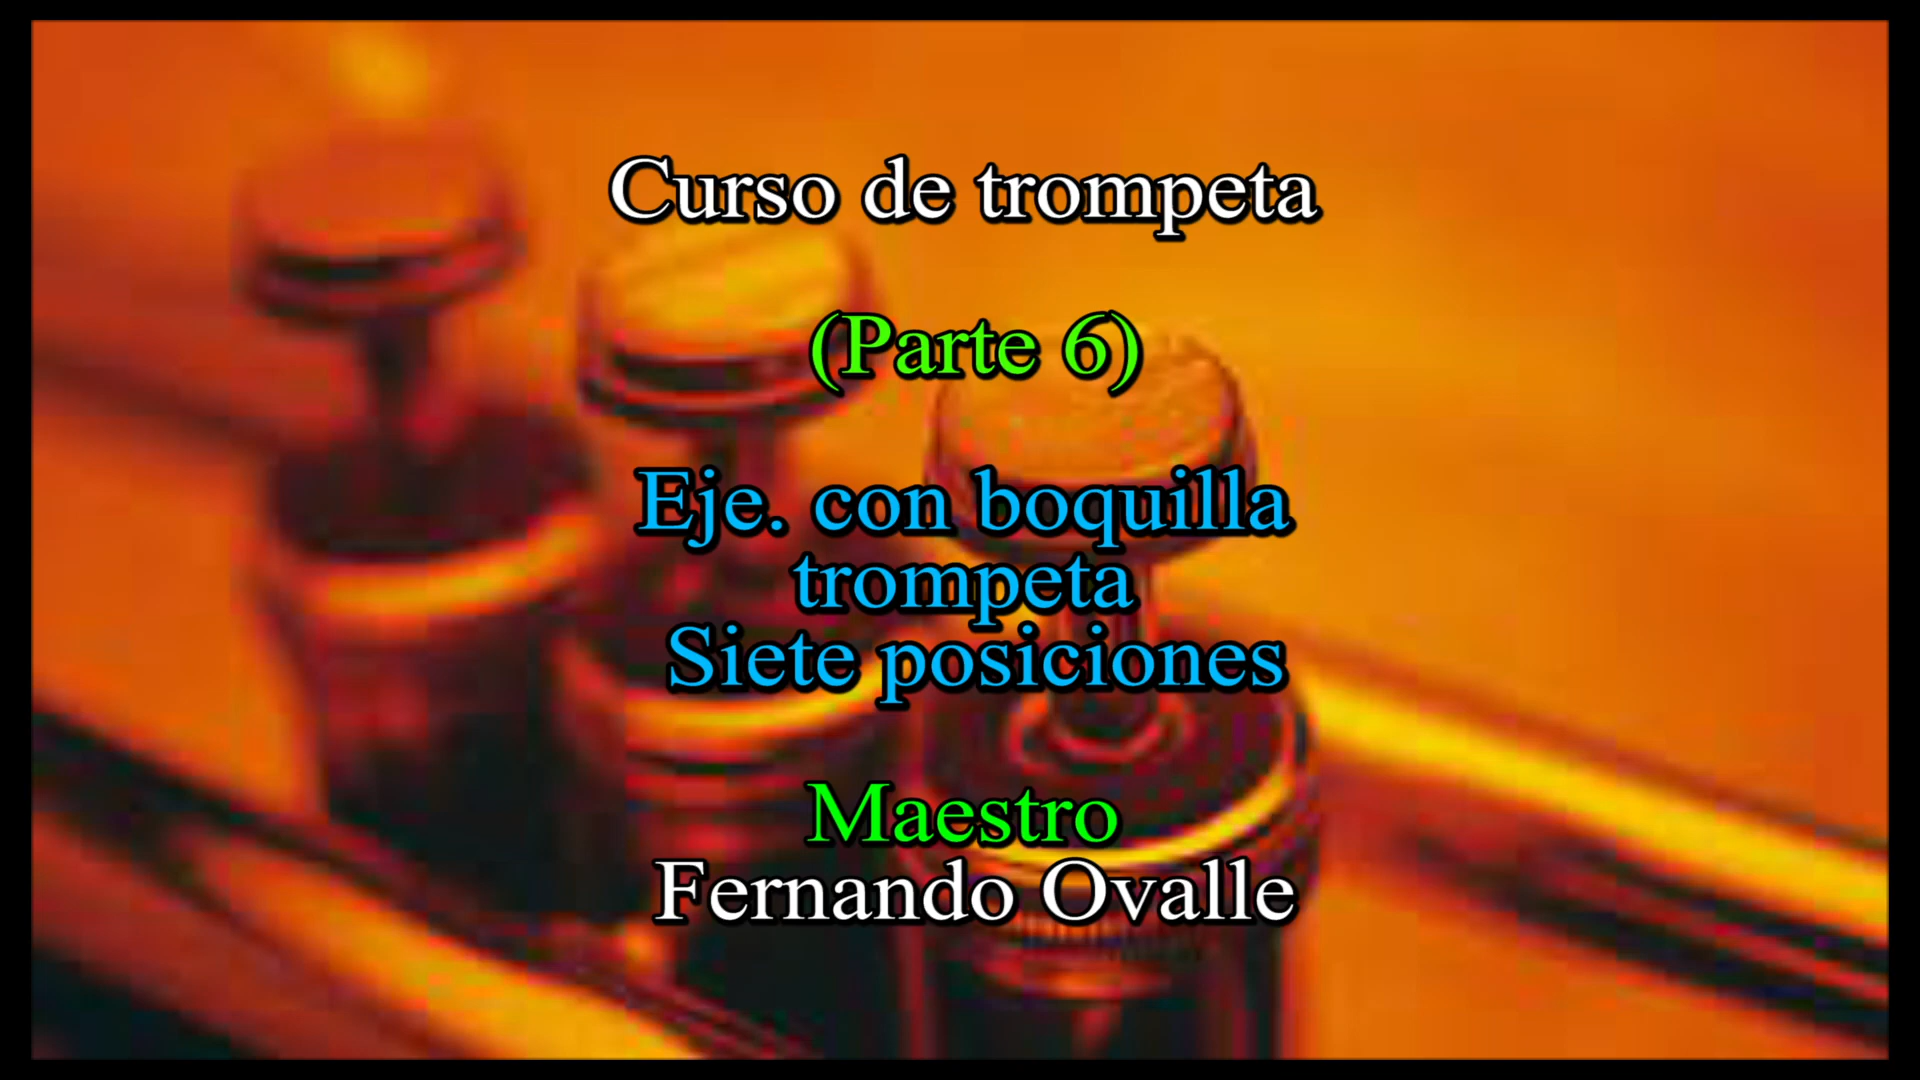 Curso de trompeta
(Parte 6)
Eje. con boquilla
trompeta
Siete posiciones
Maestro
Fernando Ovalle